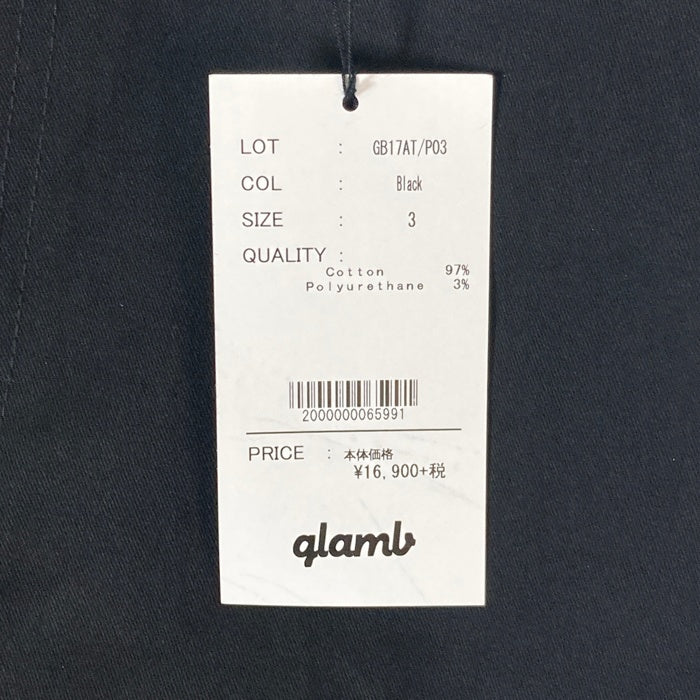 LOT : GB17AT/P03
COL : Black
SIZE : 3
QUALITY :
Cotton 97%
Polyurethane 3%
2000000065991
PRICE : 本体価格
¥16,900+税
glamb